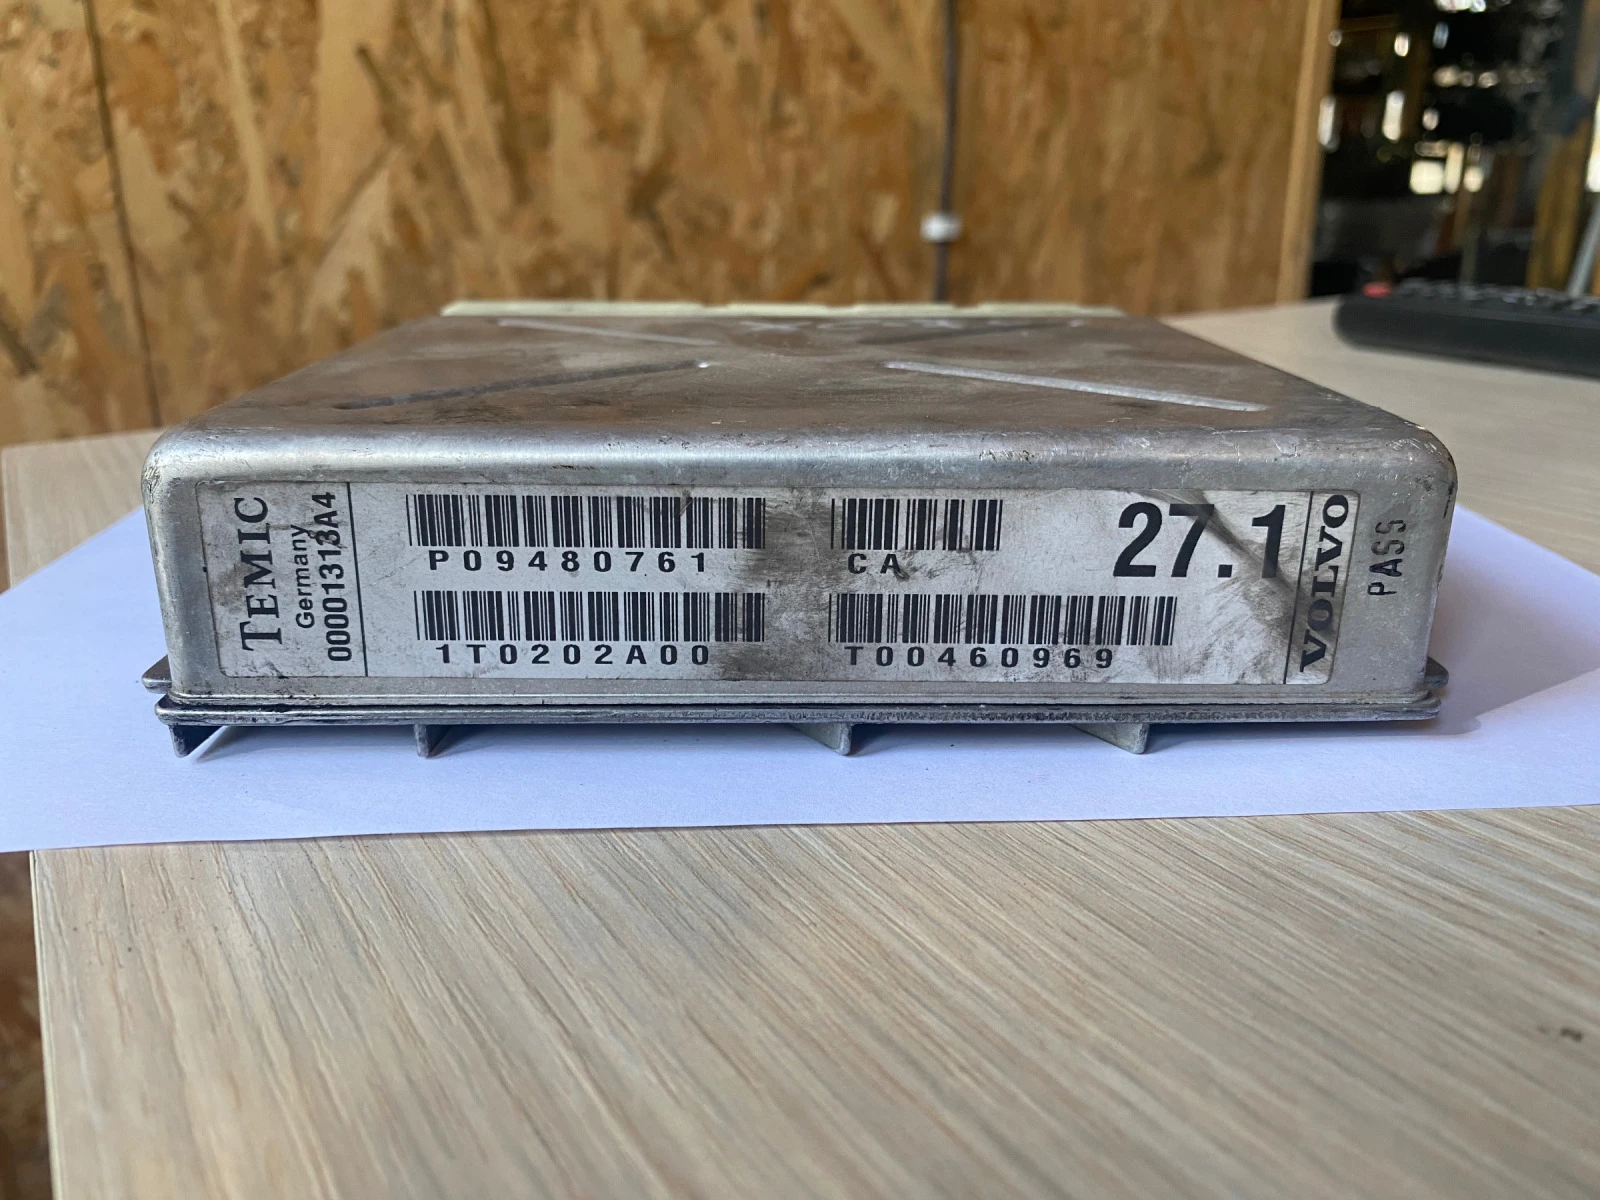 TEMIC
Germany
00001313A4
P09480761
CA
27.1
1T0202A00
T00460969
VOLVO
PASS